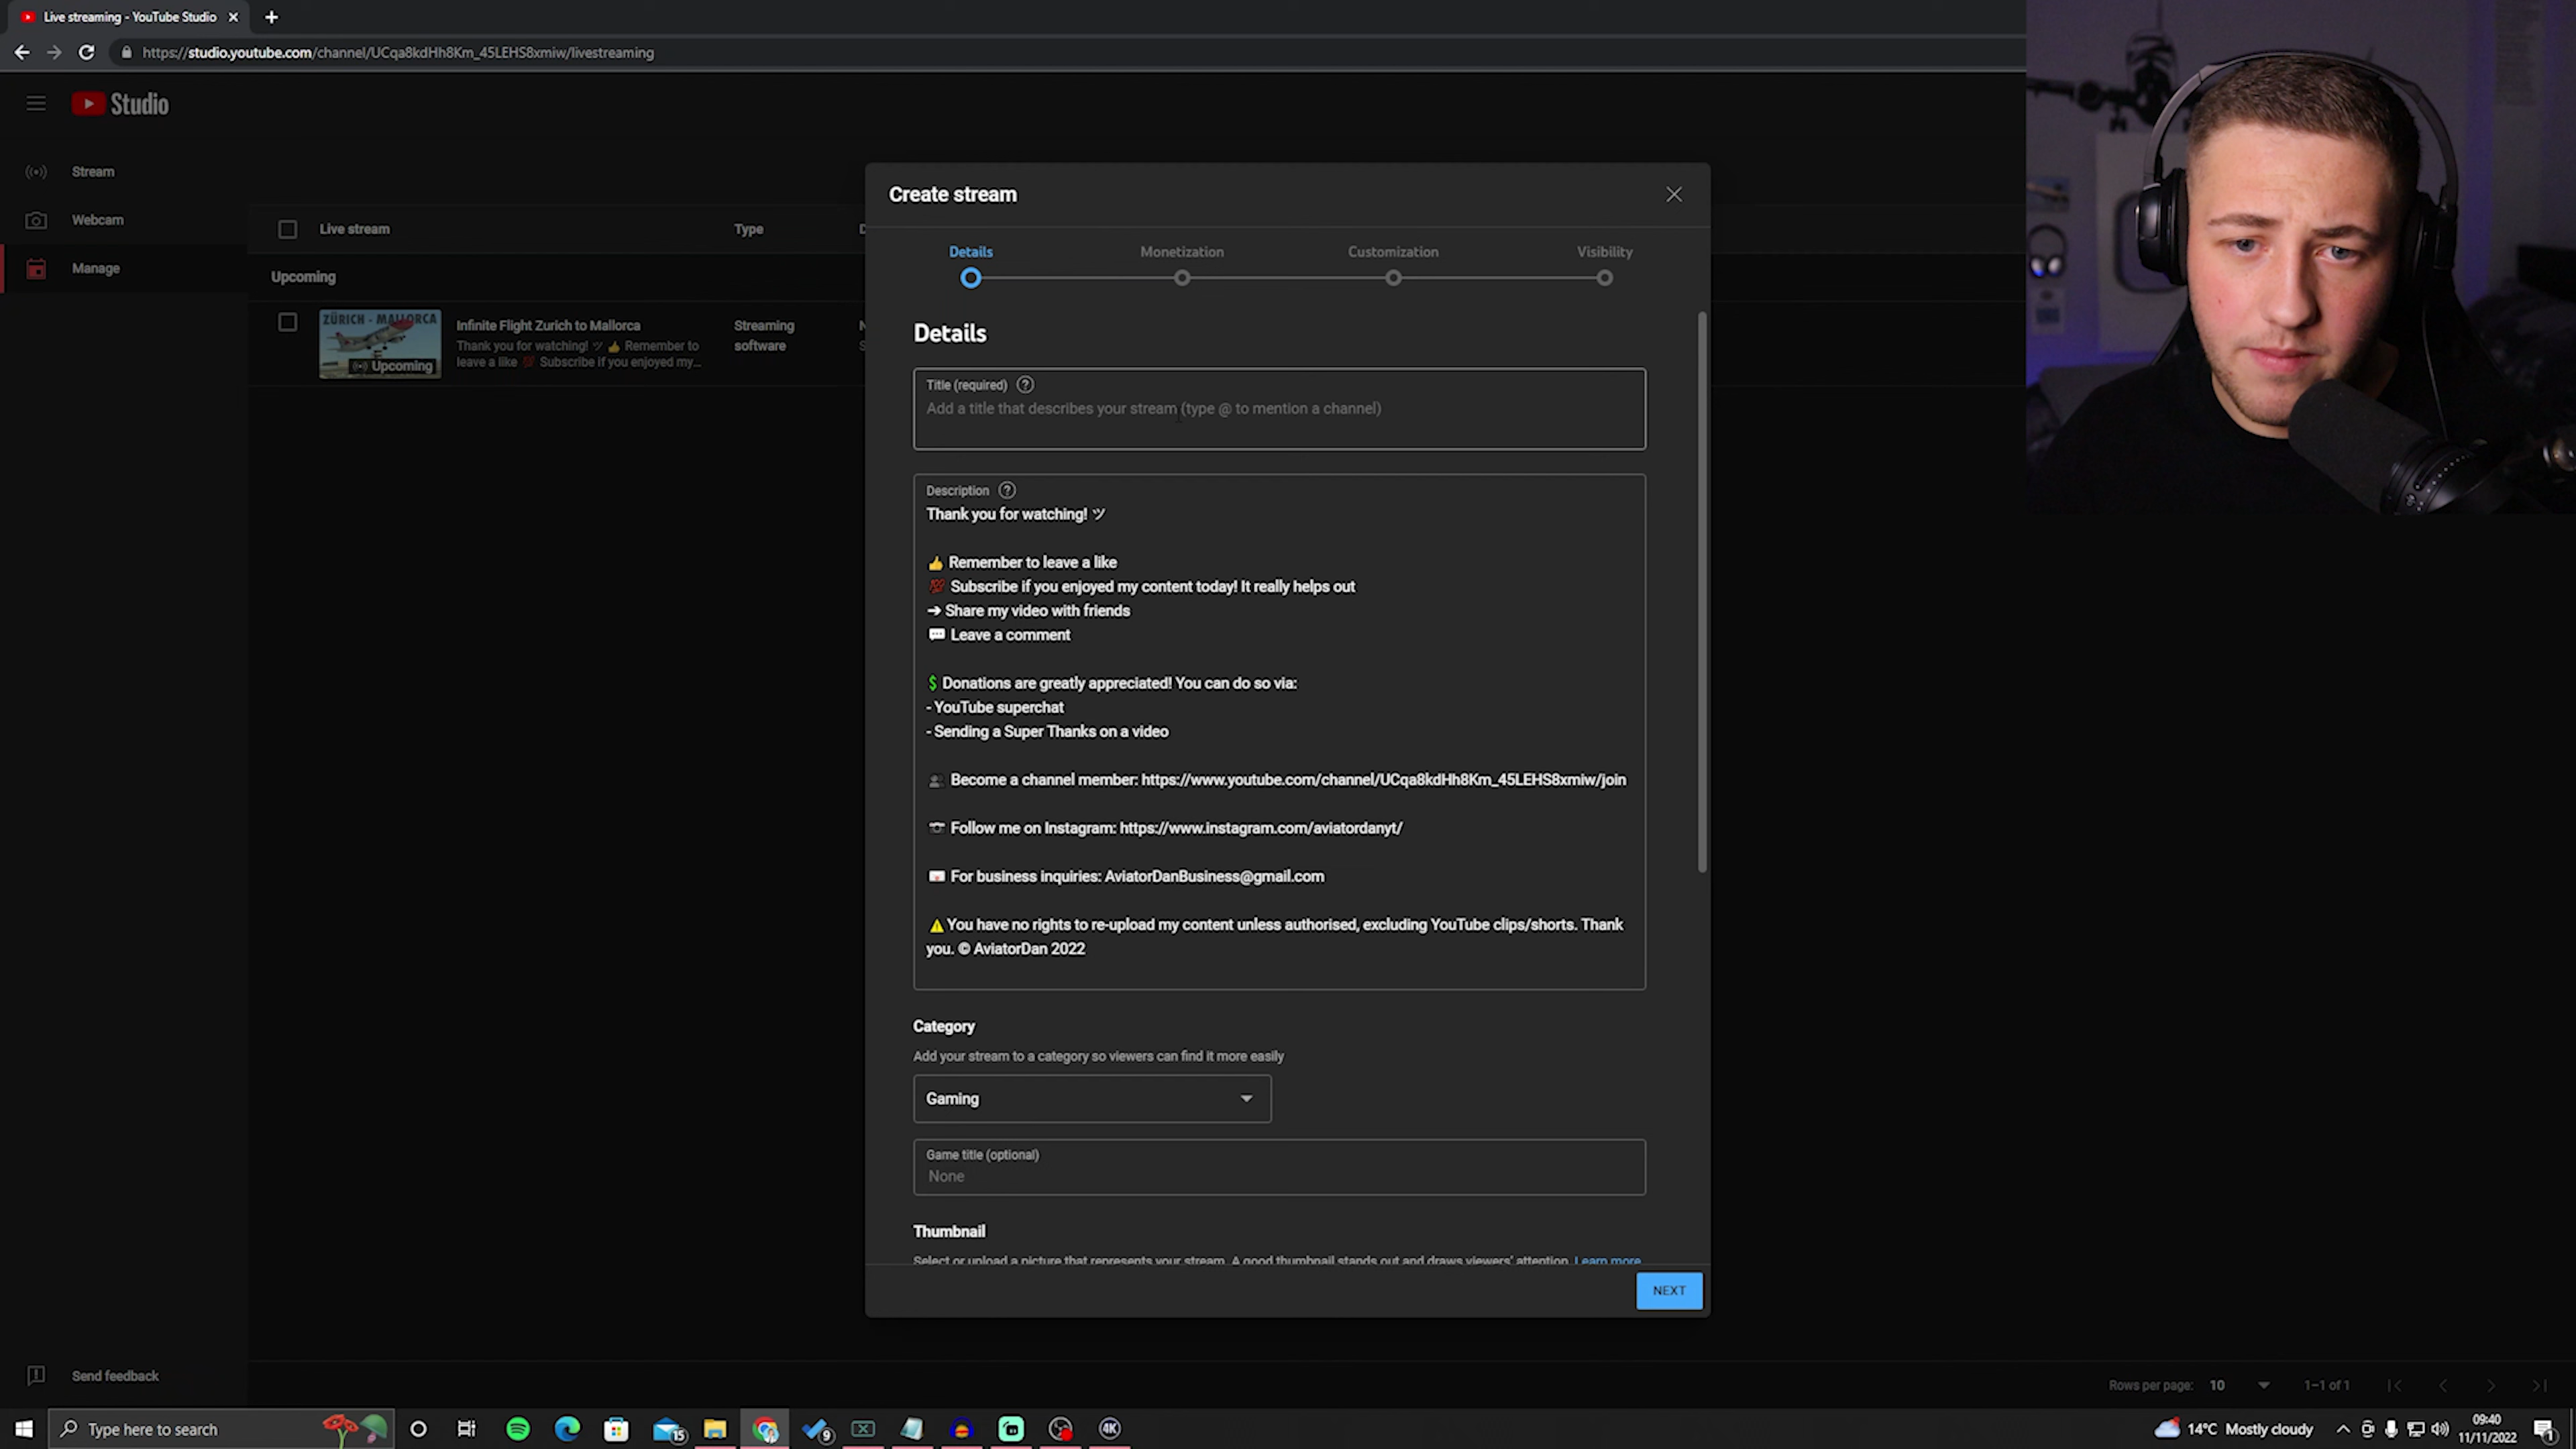 Live streaming - YouTube Studio
https://studio.youtube.com/channel/UCqa8kdHh8Km_45LEHS8xmiw/livestreaming
Studio
Stream
Webcam
Manage
Live stream
Type
Upcoming
ZÜRICH - MALLORCA
Upcoming
Infinite Flight Zurich to Mallorca
Thank you for watching! ツ 👍 Remember to
leave a like 💯 Subscribe if you enjoyed my...
Streaming
software
Create stream
Details
Monetization
Customization
Visibility
Details
Title (required)
Add a title that describes your stream (type @ to mention a channel)
Description
Thank you for watching! ツ
👍 Remember to leave a like
💯 Subscribe if you enjoyed my content today! It really helps out
➔ Share my video with friends
💬 Leave a comment
$ Donations are greatly appreciated! You can do so via:
- YouTube superchat
- Sending a Super Thanks on a video
👥 Become a channel member: https://www.youtube.com/channel/UCqa8kdHh8Km_45LEHS8xmiw/join
Follow me on Instagram: https://www.instagram.com/aviatordanyt/
For business inquiries: AviatorDanBusiness@gmail.com
⚠You have no rights to re-upload my content unless authorised, excluding YouTube clips/shorts. Thank
you. © AviatorDan 2022
Category
Add your stream to a category so viewers can find it more easily
Gaming
Game title (optional)
None
Thumbnail
Select or upload a picture that represents your stream. A good thumbnail stands out and draws viewers' attention. Learn more
NEXT
Send feedback
Rows per page: 10
1–1 of 1
Type here to search
15
9
4K
14°C Mostly cloudy
09:40
11/11/2022
1